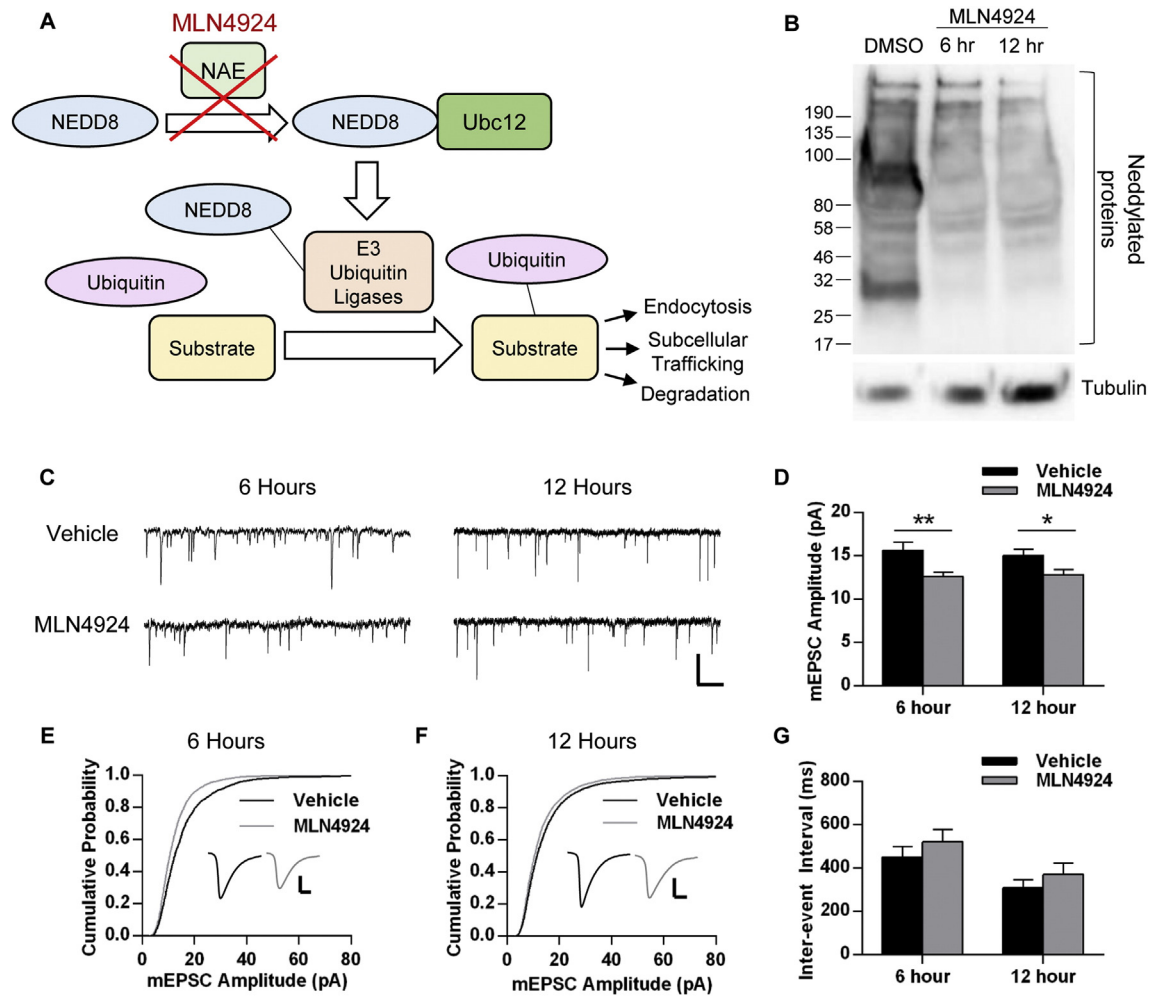 A
MLN4924
NAE
NEDD8
NEDD8
Ubc12
NEDD8
E3
Ubiquitin
Ligases
Ubiquitin
Ubiquitin
Substrate
Substrate
Endocytosis
Subcellular
Trafficking
Degradation
B
MLN4924
DMSO
6 hr
12 hr
190
135
100
80
58
46
32
25
17
Neddylated
proteins
Tubulin
C
6 Hours
12 Hours
Vehicle
MLN4924
D
Vehicle
MLN4924
mEPSC Amplitude (pA)
20
15
10
5
0
**
*
6 hour
12 hour
E
6 Hours
Cumulative Probability
1.0
0.8
0.6
0.4
0.2
0.0
Vehicle
MLN4924
0
20
40
60
80
mEPSC Amplitude (pA)
F
12 Hours
Cumulative Probability
1.0
0.8
0.6
0.4
0.2
0.0
Vehicle
MLN4924
0
20
40
60
80
mEPSC Amplitude (pA)
G
Vehicle
MLN4924
Inter-event Interval (ms)
800
600
400
200
0
6 hour
12 hour